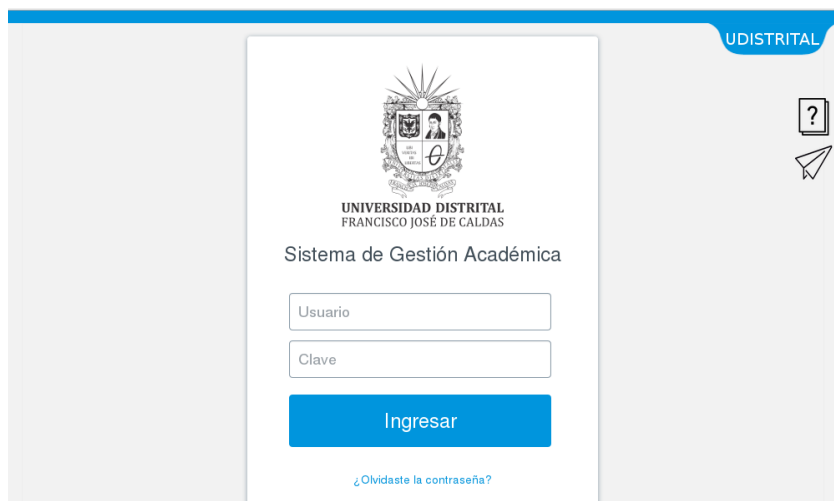 UDISTRITAL
?
UNIVERSIDAD DISTRITAL
FRANCISCO JOSÉ DE CALDAS
Sistema de Gestión Académica
Usuario
Clave
Ingresar
¿Olvidaste la contraseña?